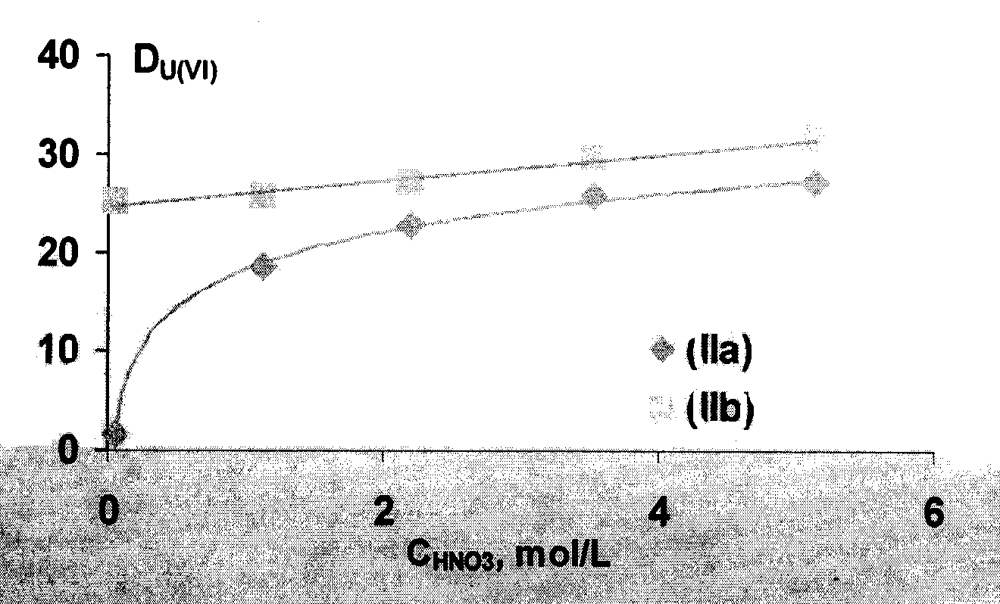 40
D_U(VI)
30
20
10
0
(IIa)
(IIb)
0 2 4 6
C_HNO3, mol/L